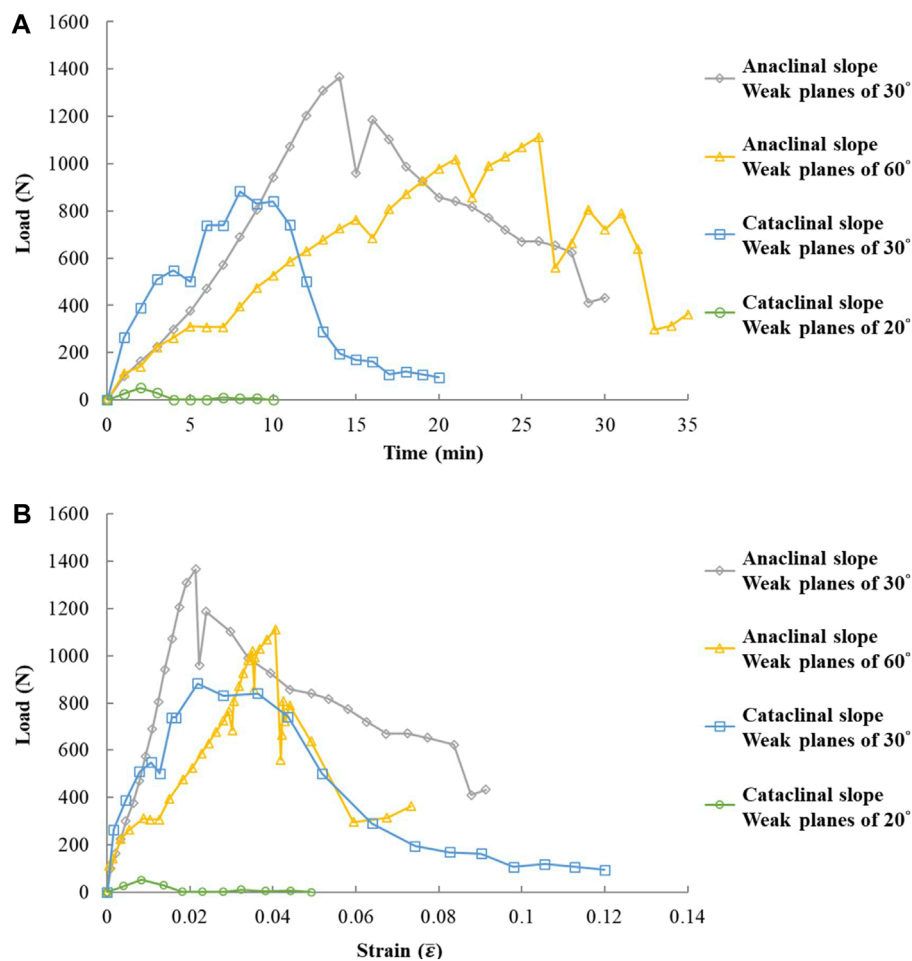 A
1600
1400
1200
1000
800
600
400
200
0
Load (N)
0 5 10 15 20 25 30 35
Time (min)
Anaclinal slope
Weak planes of 30°
Anaclinal slope
Weak planes of 60°
Cataclinal slope
Weak planes of 30°
Cataclinal slope
Weak planes of 20°
B
1600
1400
1200
1000
800
600
400
200
0
Load (N)
0 0.02 0.04 0.06 0.08 0.1 0.12 0.14
Strain (ε̅)
Anaclinal slope
Weak planes of 30°
Anaclinal slope
Weak planes of 60°
Cataclinal slope
Weak planes of 30°
Cataclinal slope
Weak planes of 20°